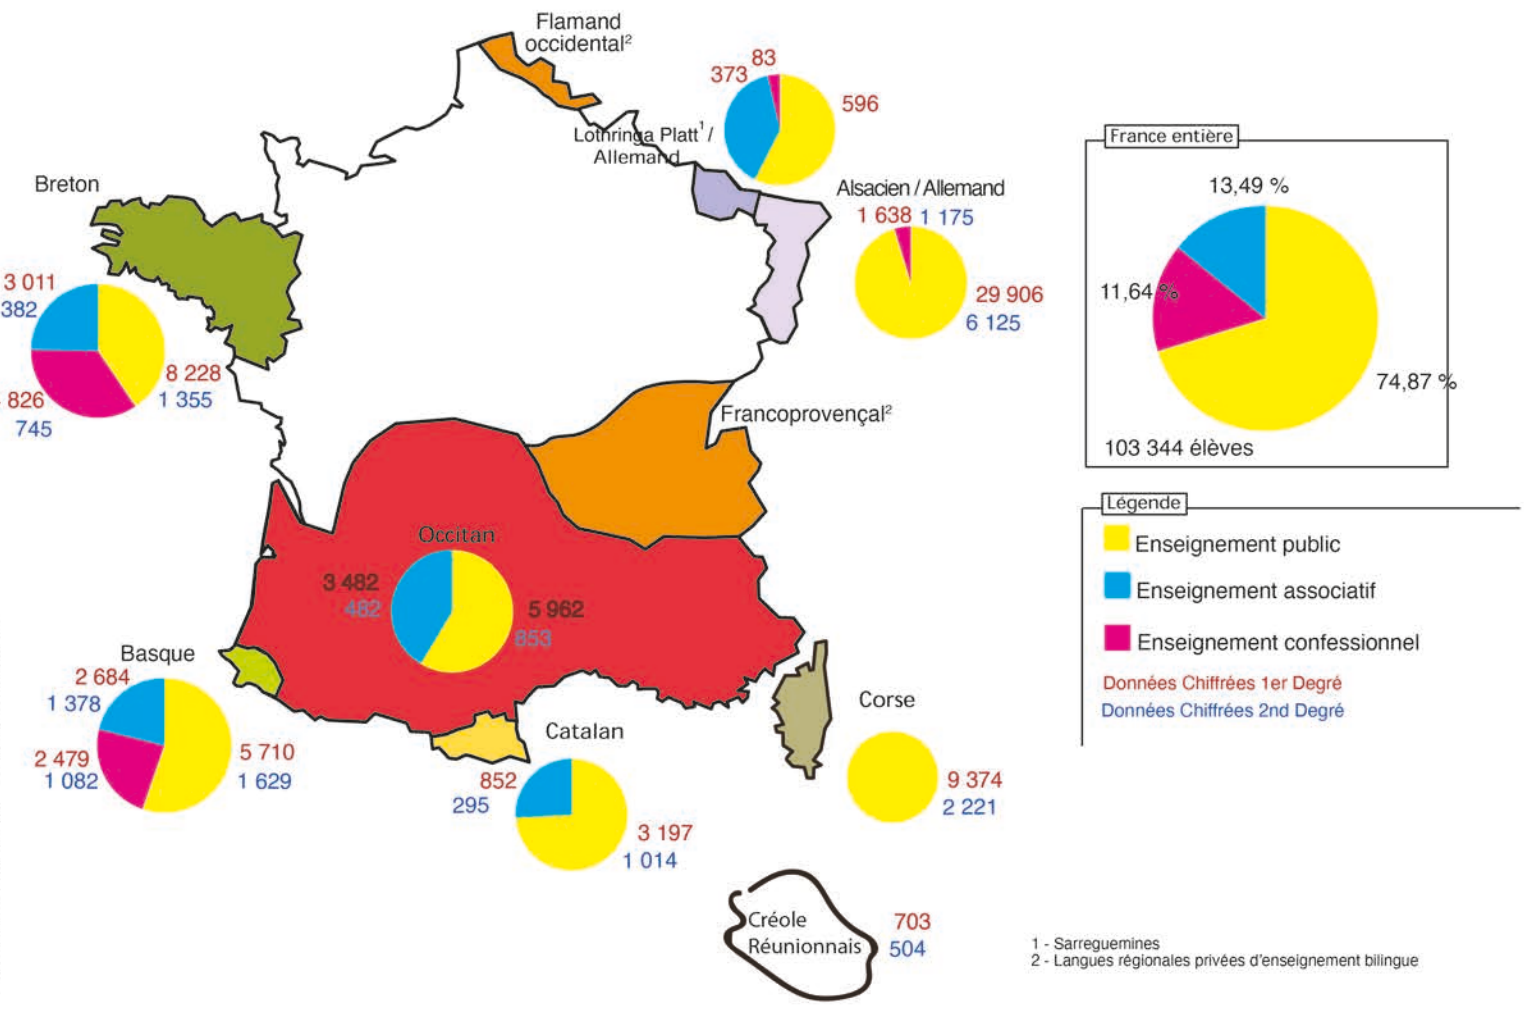 Flamand
occidental²
83
373
596
Lothringa Platt¹ /
Allemand
Alsacien / Allemand
1 638 1 175
29 906
6 125
Breton
3 011
382
8 228
1 355
826
745
Francoprovençal²
Occitan
3 482
482
5 962
853
Basque
2 684
1 378
2 479
1 082
5 710
1 629
Catalan
852
295
3 197
1 014
Corse
9 374
2 221
Créole
Réunionnais
703
504
France entière
13,49 %
11,64 %
74,87 %
103 344 élèves
Légende
Enseignement public
Enseignement associatif
Enseignement confessionnel
Données Chiffrées 1er Degré
Données Chiffrées 2nd Degré
1 - Sarreguemines
2 - Langues régionales privées d'enseignement bilingue